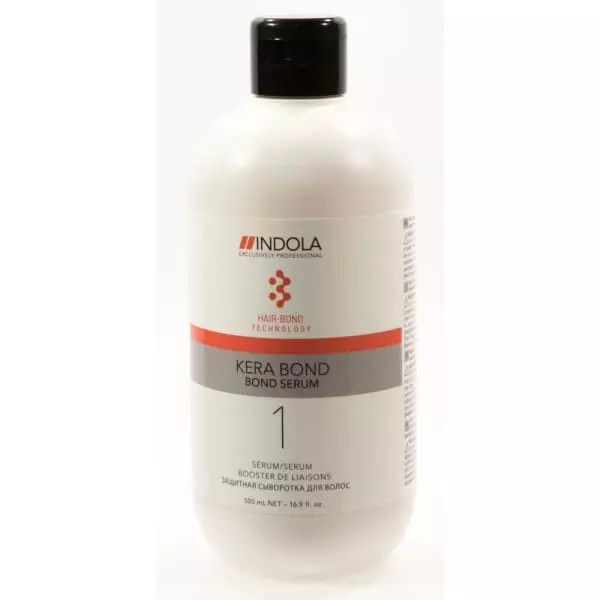 INDOLA
EXCLUSIVELY PROFESSIONAL
HAIR-BOND
TECHNOLOGY
KERA BOND
BOND SERUM
1
SÉRUM/SERUM
BOOSTER DE LIAISONS
ЗАЩИТНАЯ СЫВОРОТКА ДЛЯ ВОЛОС
500 mL NET – 16.9 fl. oz.